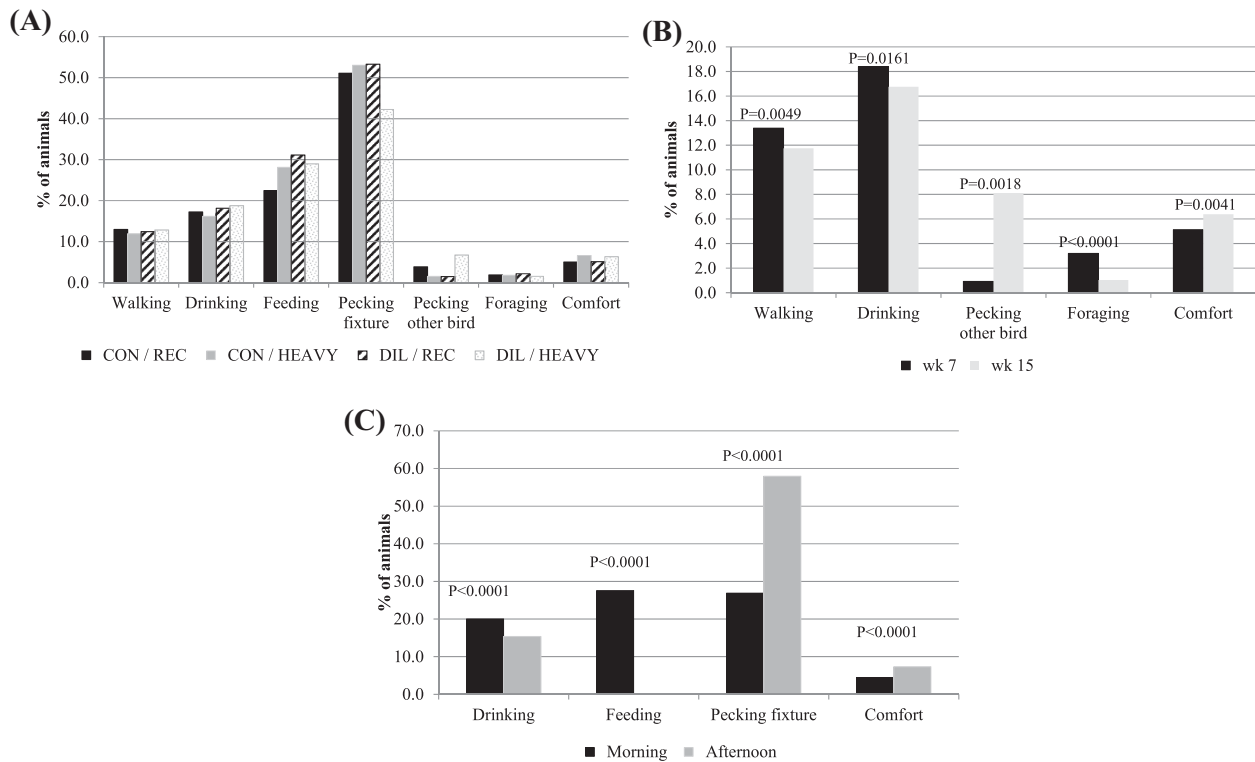 (A)
60.0
50.0
40.0
30.0
20.0
10.0
0.0
% of animals
Walking Drinking Feeding Pecking fixture Pecking other bird Foraging Comfort
CON / REC CON / HEAVY DIL / REC DIL / HEAVY
(B)
20.0
18.0
16.0
14.0
12.0
10.0
8.0
6.0
4.0
2.0
0.0
% of animals
P=0.0049
P=0.0161
P=0.0018
P<0.0001
P=0.0041
Walking Drinking Pecking other bird Foraging Comfort
wk 7 wk 15
(C)
70.0
60.0
50.0
40.0
30.0
20.0
10.0
0.0
% of animals
P<0.0001
P<0.0001
P<0.0001
P<0.0001
Drinking Feeding Pecking fixture Comfort
Morning Afternoon